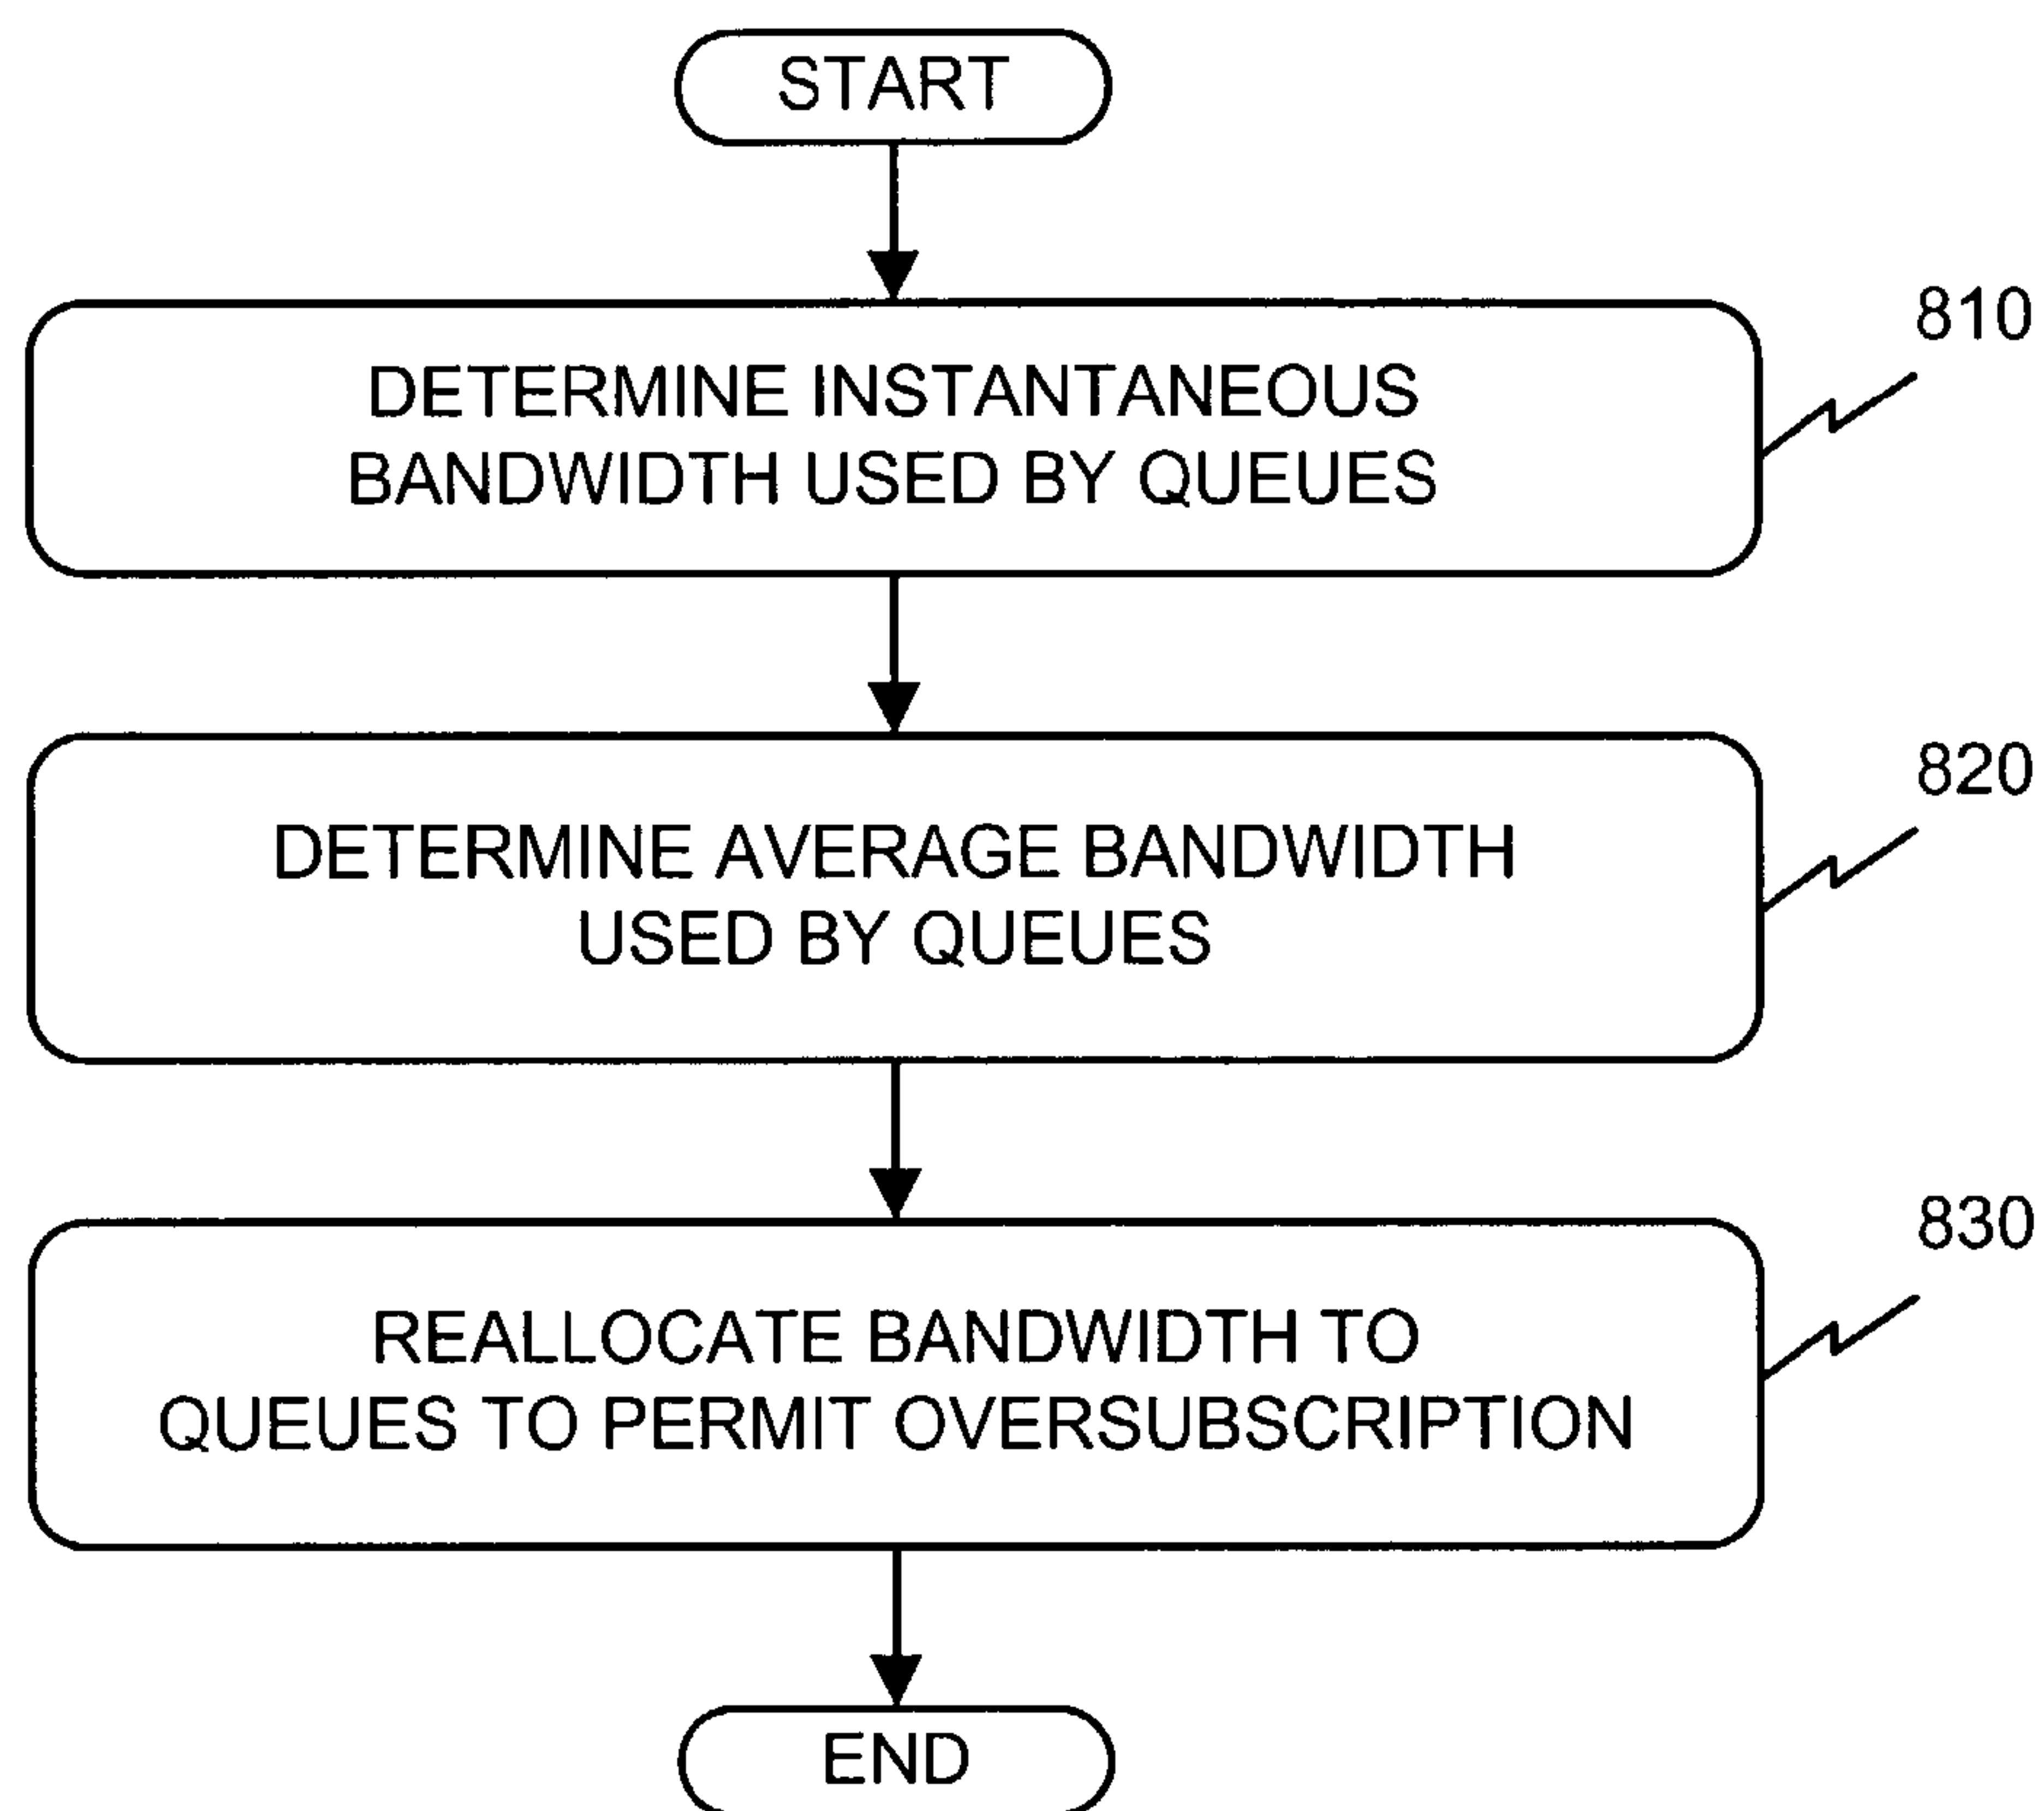 START
810
DETERMINE INSTANTANEOUS
BANDWIDTH USED BY QUEUES
820
DETERMINE AVERAGE BANDWIDTH
USED BY QUEUES
830
REALLOCATE BANDWIDTH TO
QUEUES TO PERMIT OVERSUBSCRIPTION
END